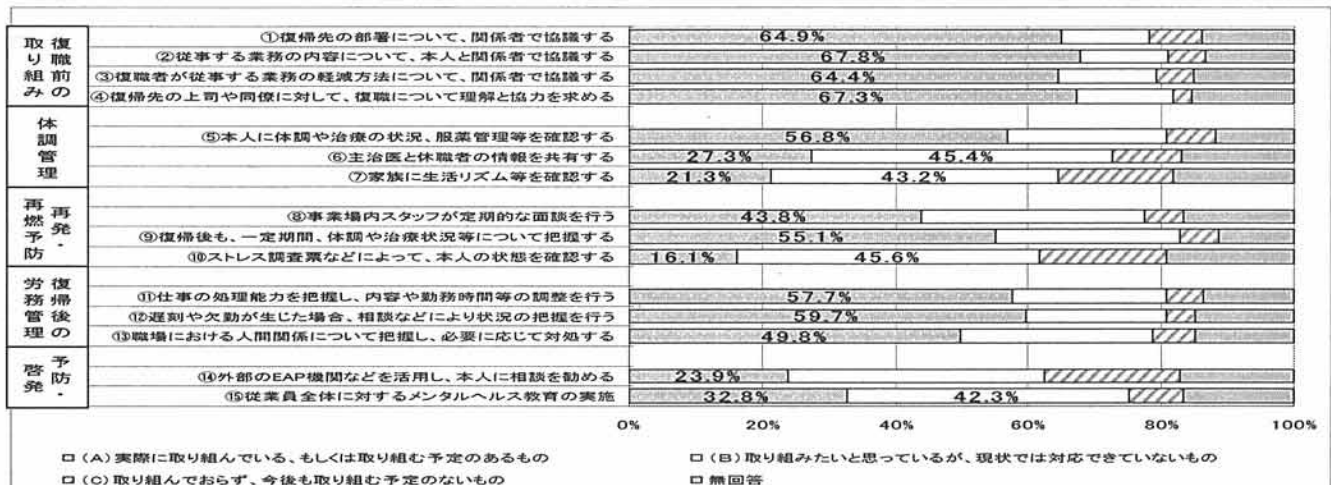 復職前の
取り組み
①復帰先の部署について、関係者で協議する
64.9%
②従事する業務の内容について、本人と関係者で協議する
67.8%
③復職者が従事する業務の軽減方法について、関係者で協議する
64.4%
④復帰先の上司や同僚に対して、復職について理解と協力を求める
67.3%
体調管理
⑤本人に体調や治療の状況、服薬管理等を確認する
56.8%
⑥主治医と休職者の情報を共有する
27.3%
45.4%
⑦家族に生活リズム等を確認する
21.3%
43.2%
再発・
再燃予防
⑧事業場内スタッフが定期的な面談を行う
43.8%
⑨復帰後も、一定期間、体調や治療状況等について把握する
55.1%
⑩ストレス調査票などによって、本人の状態を確認する
16.1%
45.6%
復帰後の
労務管理
⑪仕事の処理能力を把握し、内容や勤務時間等の調整を行う
57.7%
⑫遅刻や欠勤が生じた場合、相談などにより状況の把握を行う
59.7%
⑬職場における人間関係について把握し、必要に応じて対処する
49.8%
予防・
啓発
⑭外部のEAP機関などを活用し、本人に相談を勧める
23.9%
⑮従業員全体に対するメンタルヘルス教育の実施
32.8%
42.3%
0% 20% 40% 60% 80% 100%
(A)実際に取り組んでいる、もしくは取り組む予定のあるもの
(B)取り組みたいと思っているが、現状では対応できていないもの
(C)取り組んでおらず、今後も取り組む予定のないもの
無回答